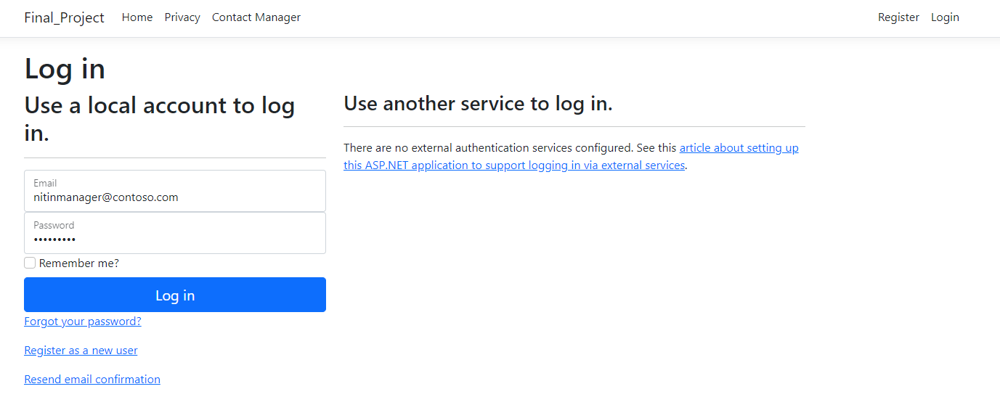 Final_Project Home Privacy Contact Manager Register Login
Log in
Use a local account to log
in.
Email
nitinmanager@contoso.com
Password
•••••••••
Remember me?
Log in
Forgot your password?
Register as a new user
Resend email confirmation
Use another service to log in.
There are no external authentication services configured. See this article about setting up
this ASP.NET application to support logging in via external services.